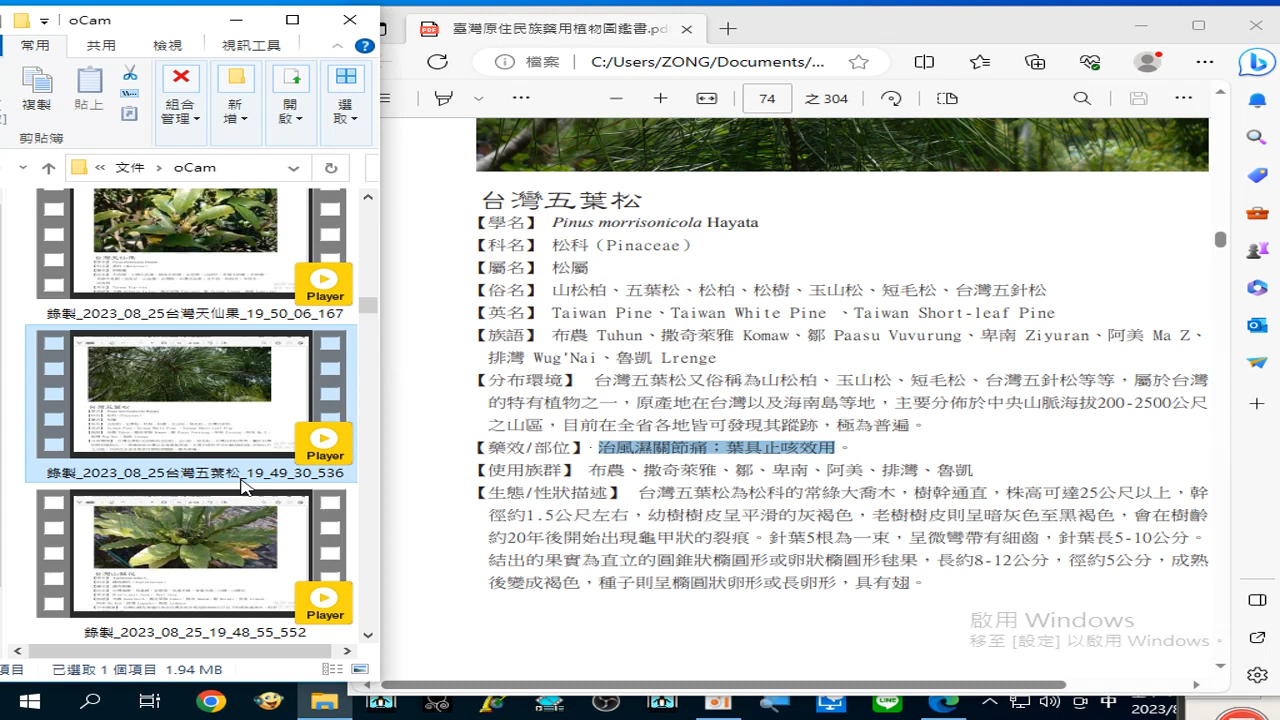 oCam
常用 共用 檢視 視訊工具
複製 貼上 組合管理 新增 開啟 選取
剪貼簿
« 文件 › oCam
Player
錄製_2023_08_25台灣天仙果_19_50_06_167
Player
錄製_2023_08_25台灣五葉松_19_49_30_536
Player
錄製_2023_08_25_19_48_55_552
項目 已選取 1 個項目 1.94 MB
臺灣原住民族藥用植物圖鑑書.pd
檔案 C:/Users/ZONG/Documents/...
74 之 304
台灣五葉松
【學名】 Pinus morrisonicola Hayata
【科名】 松科（Pinaceae）
【屬名】 松屬
【俗名】 山松柏、五葉松、松柏、松樹、玉山松、短毛松、台灣五針松
【英名】 Taiwan Pine、Taiwan White Pine 、Taiwan Short-leaf Pine
【族語】 布農 Tuhun、撒奇萊雅 Komaw、鄒 Paasu Vuvurung、卑南 Ziyuran、阿美 Ma Z、
排灣 Wug'Nai、魯凱 Lrenge
【分布環境】 台灣五葉松又俗稱為山松柏、玉山松、短毛松、台灣五針松等等，屬於台灣
的特有植物之一，原產地在台灣以及海南島等地，主要分佈於中央山脈海拔200-2500公尺
之山區，目前在全省各地皆可發現其蹤跡，極為普遍。
【藥效/部位】 治風濕關節痛；葉具止咳效用。
【使用族群】 布農、撒奇萊雅、鄒、卑南、阿美、排灣、魯凱
【生態/性狀描述】 台灣五葉松為松科的常綠大喬木，樹幹通直，株高可達25公尺以上，幹
徑約1.5公尺左右，幼樹樹皮呈平滑的灰褐色，老樹樹皮則呈暗灰色至黑褐色，會在樹齡
約20年後開始出現龜甲狀的裂痕。針葉5根為一束，呈微彎帶有細齒，針葉長5-10公分。
結出的果實為直立的圓錐狀橢圓形或卵狀橢圓形毬果，長約8-12公分，徑約5公分，成熟
後變成褐色，種子則呈橢圓狀卵形或長卵形，具有翅。
啟用 Windows
移至 [設定] 以啟用 Windows。
中
2023/8